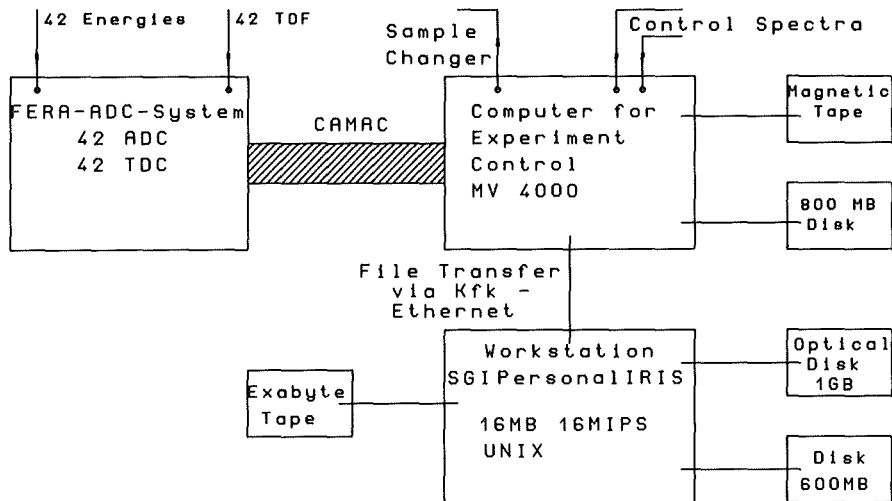 42 Energies
42 TOF
Sample
Changer
Control Spectra
FERA-ADC-System
42 ADC
42 TDC
CAMAC
Computer for
Experiment
Control
MV 4000
Magnetic
Tape
800 MB
Disk
File Transfer
via Kfk -
Ethernet
Workstation
SGIPersonalIRIS
16MB 16MIPS
UNIX
Exabyte
Tape
Optical
Disk
1GB
Disk
600MB